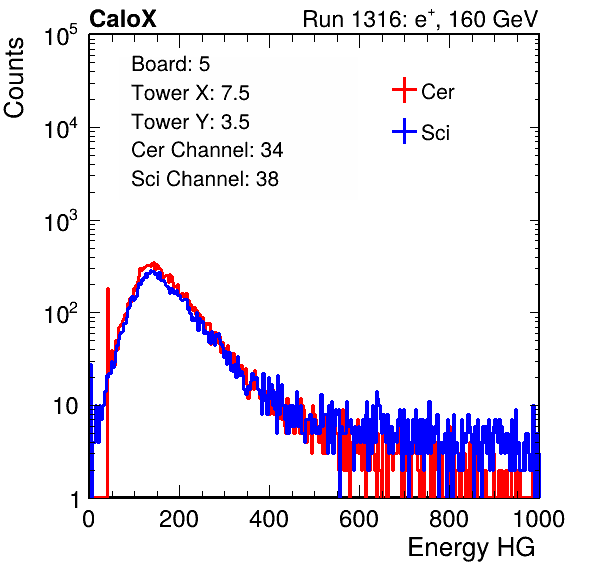 CaloX Run 1316: e⁺, 160 GeV
Counts
10⁵
10⁴
10³
10²
10
1
Board: 5
Tower X: 7.5
Tower Y: 3.5
Cer Channel: 34
Sci Channel: 38
Cer
Sci
0 200 400 600 800 1000
Energy HG